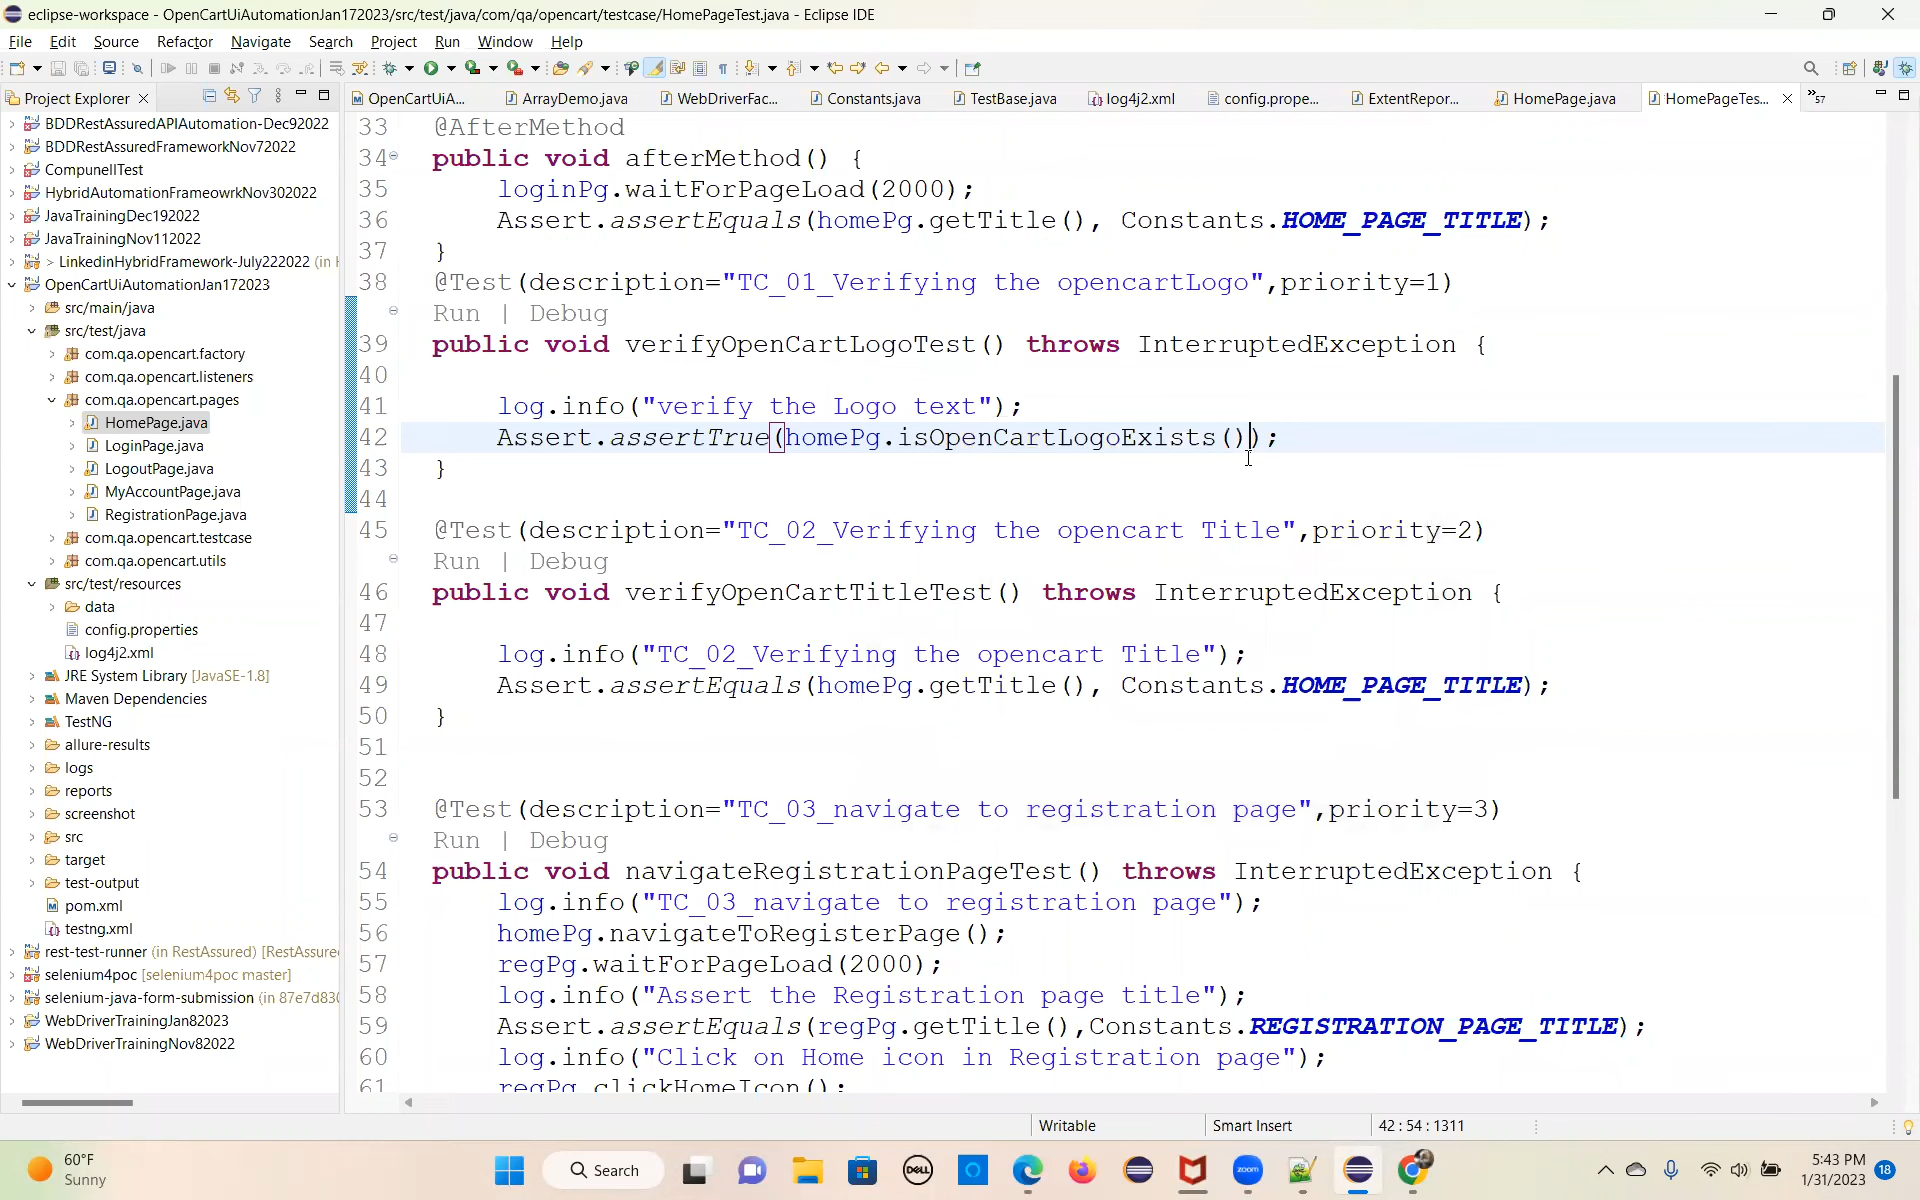 eclipse-workspace - OpenCartUiAutomationJan172023/src/test/java/com/qa/opencart/testcase/HomePageTest.java - Eclipse IDE
File Edit Source Refactor Navigate Search Project Run Window Help
Project Explorer
OpenCartUiA...
ArrayDemo.java
WebDriverFac...
Constants.java
TestBase.java
log4j2.xml
config.prope...
ExtentRepor...
HomePage.java
HomePageTes...
57
BDDRestAssuredAPIAutomation-Dec92022
BDDRestAssuredFrameworkNov72022
CompunellTest
HybridAutomationFrameowrkNov302022
JavaTrainingDec192022
JavaTrainingNov112022
> LinkedinHybridFramework-July222022 (in
OpenCartUiAutomationJan172023
src/main/java
src/test/java
com.qa.opencart.factory
com.qa.opencart.listeners
com.qa.opencart.pages
HomePage.java
LoginPage.java
LogoutPage.java
MyAccountPage.java
RegistrationPage.java
com.qa.opencart.testcase
com.qa.opencart.utils
src/test/resources
data
config.properties
log4j2.xml
JRE System Library [JavaSE-1.8]
Maven Dependencies
TestNG
allure-results
logs
reports
screenshot
src
target
test-output
pom.xml
testng.xml
rest-test-runner (in RestAssured) [RestAssure
selenium4poc [selenium4poc master]
selenium-java-form-submission (in 87e7d830
WebDriverTrainingJan82023
WebDriverTrainingNov82022
33 @AfterMethod
34 public void afterMethod() {
35 loginPg.waitForPageLoad(2000);
36 Assert.assertEquals(homePg.getTitle(), Constants.HOME_PAGE_TITLE);
37 }
38 @Test(description="TC_01_Verifying the opencartLogo",priority=1)
Run | Debug
39 public void verifyOpenCartLogoTest() throws InterruptedException {
40
41 log.info("verify the Logo text");
42 Assert.assertTrue(homePg.isOpenCartLogoExists());
43 }
44
45 @Test(description="TC_02_Verifying the opencart Title",priority=2)
Run | Debug
46 public void verifyOpenCartTitleTest() throws InterruptedException {
47
48 log.info("TC_02_Verifying the opencart Title");
49 Assert.assertEquals(homePg.getTitle(), Constants.HOME_PAGE_TITLE);
50 }
51
52
53 @Test(description="TC_03_navigate to registration page",priority=3)
Run | Debug
54 public void navigateRegistrationPageTest() throws InterruptedException {
55 log.info("TC_03_navigate to registration page");
56 homePg.navigateToRegisterPage();
57 regPg.waitForPageLoad(2000);
58 log.info("Assert the Registration page title");
59 Assert.assertEquals(regPg.getTitle(),Constants.REGISTRATION_PAGE_TITLE);
60 log.info("Click on Home icon in Registration page");
61 regPg.clickHomeIcon();
Writable
Smart Insert
42 : 54 : 1311
60°F
Sunny
Search
DELL
zoom
5:43 PM
1/31/2023
18